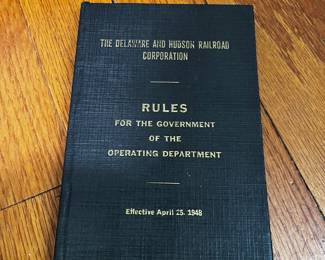 THE DELAWARE AND HUDSON RAILROAD
CORPORATION
RULES
FOR THE GOVERNMENT
OF THE
OPERATING DEPARTMENT
Effective April 25, 1948